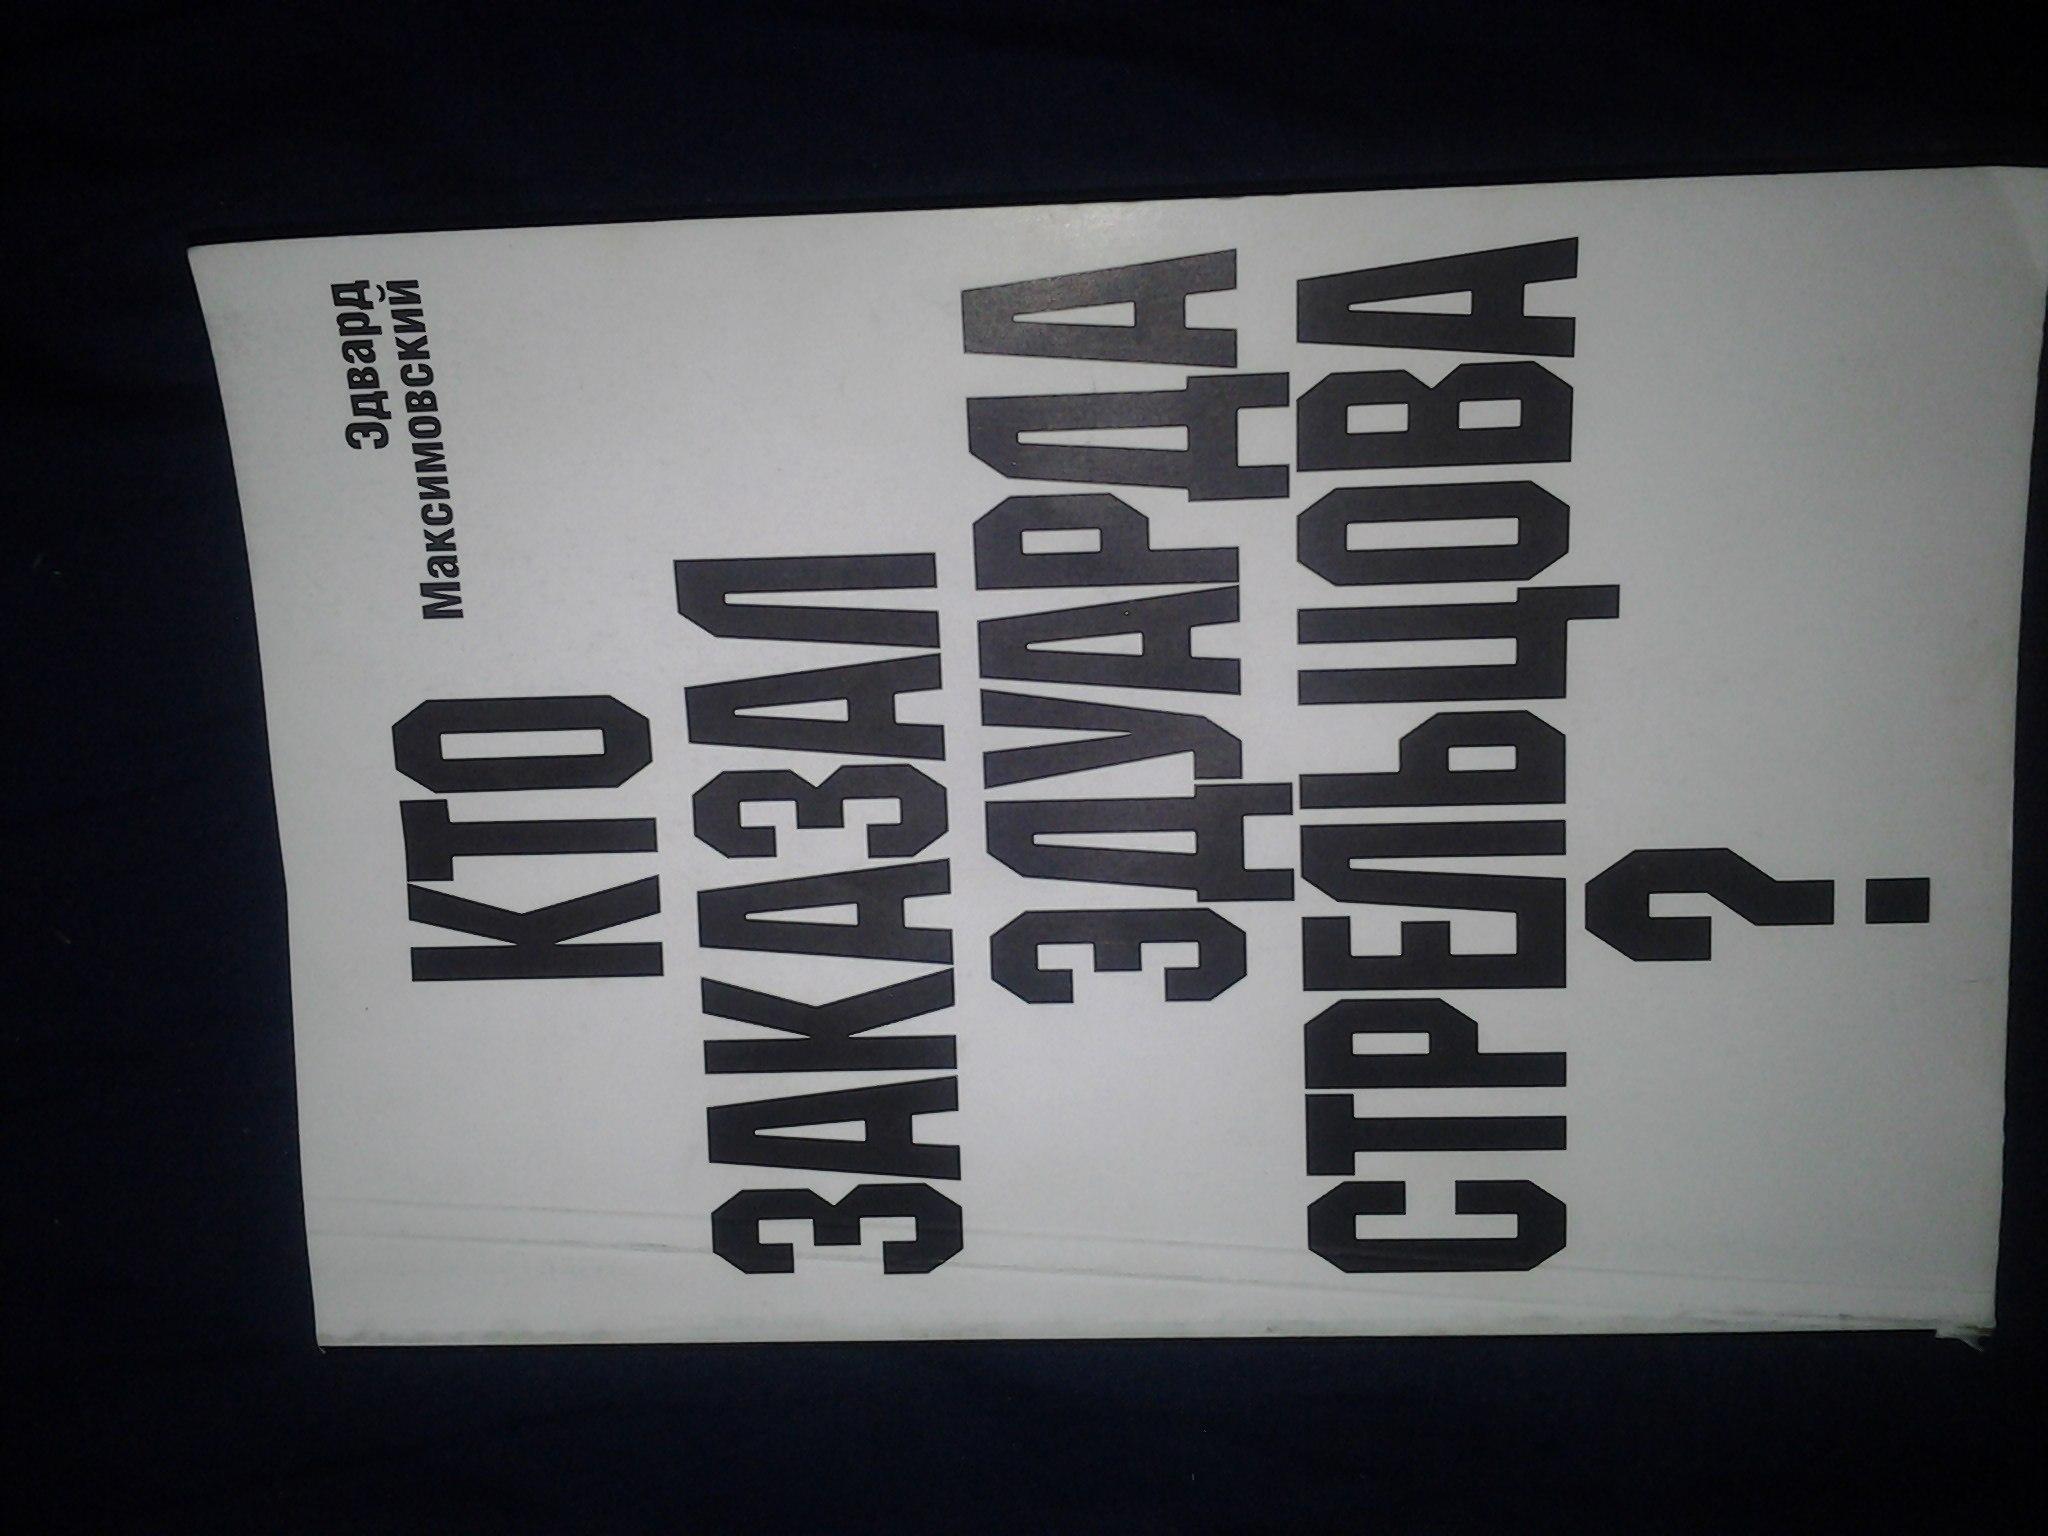 Эдвард
Максимовский
КТО
ЗАКАЗАЛ
ЭДУАРДА
СТРЕЛЬЦОВА
?